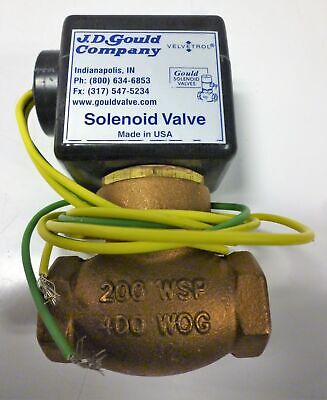 J.D.Gould
Company
VELVETROL®
Indianapolis, IN
Ph: (800) 634-6853
Fx: (317) 547-5234
www.gouldvalve.com
Gould
SOLENOID
VALVES
Solenoid Valve
Made in USA
200 WSP
400 WOG